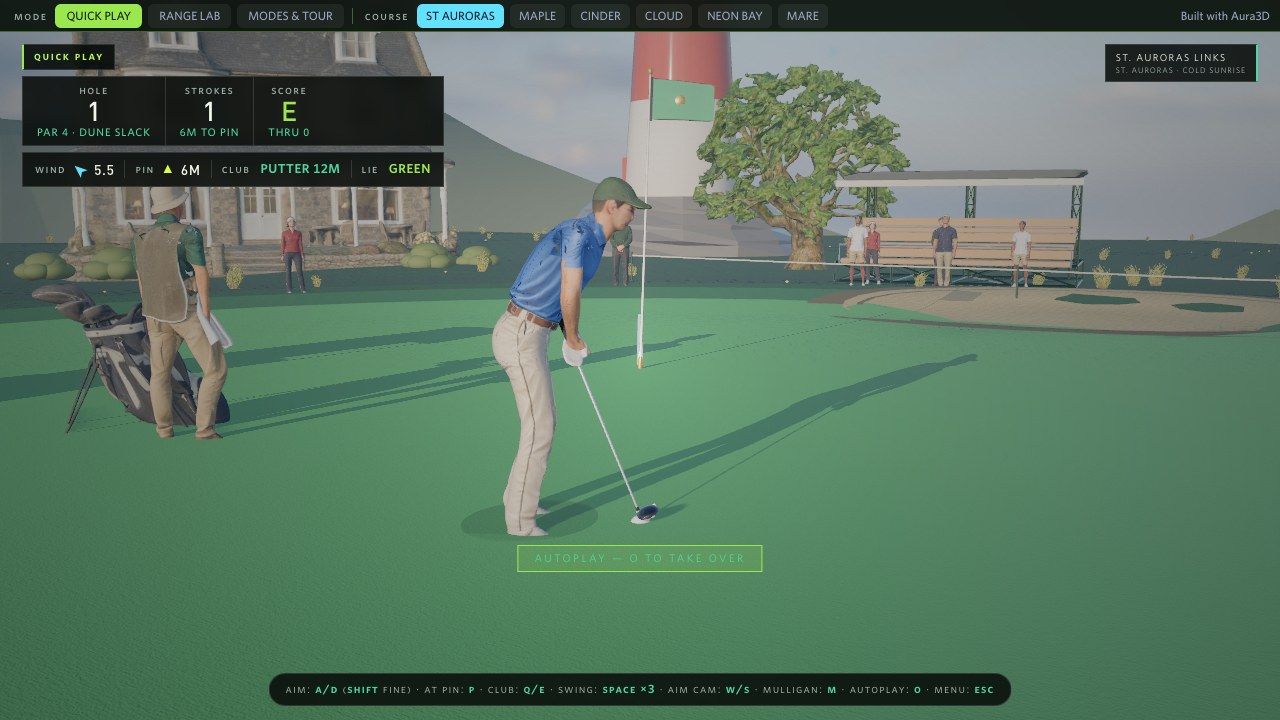 MODE QUICK PLAY RANGE LAB MODES & TOUR COURSE ST AURORAS MAPLE CINDER CLOUD NEON BAY MARE Built with Aura3D
QUICK PLAY
HOLE STROKES SCORE
1 1 E
PAR 4 · DUNE SLACK 6M TO PIN THRU 0
WIND 5.5 PIN 6M CLUB PUTTER 12M LIE GREEN
ST. AURORAS LINKS
ST. AURORAS · COLD SUNRISE
AUTOPLAY — O TO TAKE OVER
AIM: A/D (SHIFT FINE) · AT PIN: P · CLUB: Q/E · SWING: SPACE ×3 · AIM CAM: W/S · MULLIGAN: M · AUTOPLAY: O · MENU: ESC